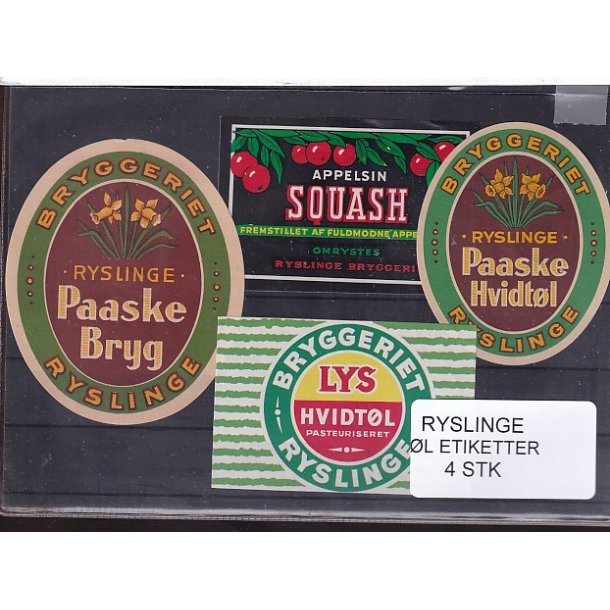 BRYGGERIET
· RYSLINGE ·
Paaske
Bryg
RYSLINGE
APPELSIN
SQUASH
FREMSTILLET AF FULDMODNE APPE
OMRYSTES
RYSLINGE BRYGGERI
BRYGGERIET
· RYSLINGE ·
Paaske
Hvidtøl
RYSLINGE
BRYGGERIET
LYS
HVIDTØL
PASTEURISERET
RYSLINGE
RYSLINGE
ØL ETIKETTER
4 STK